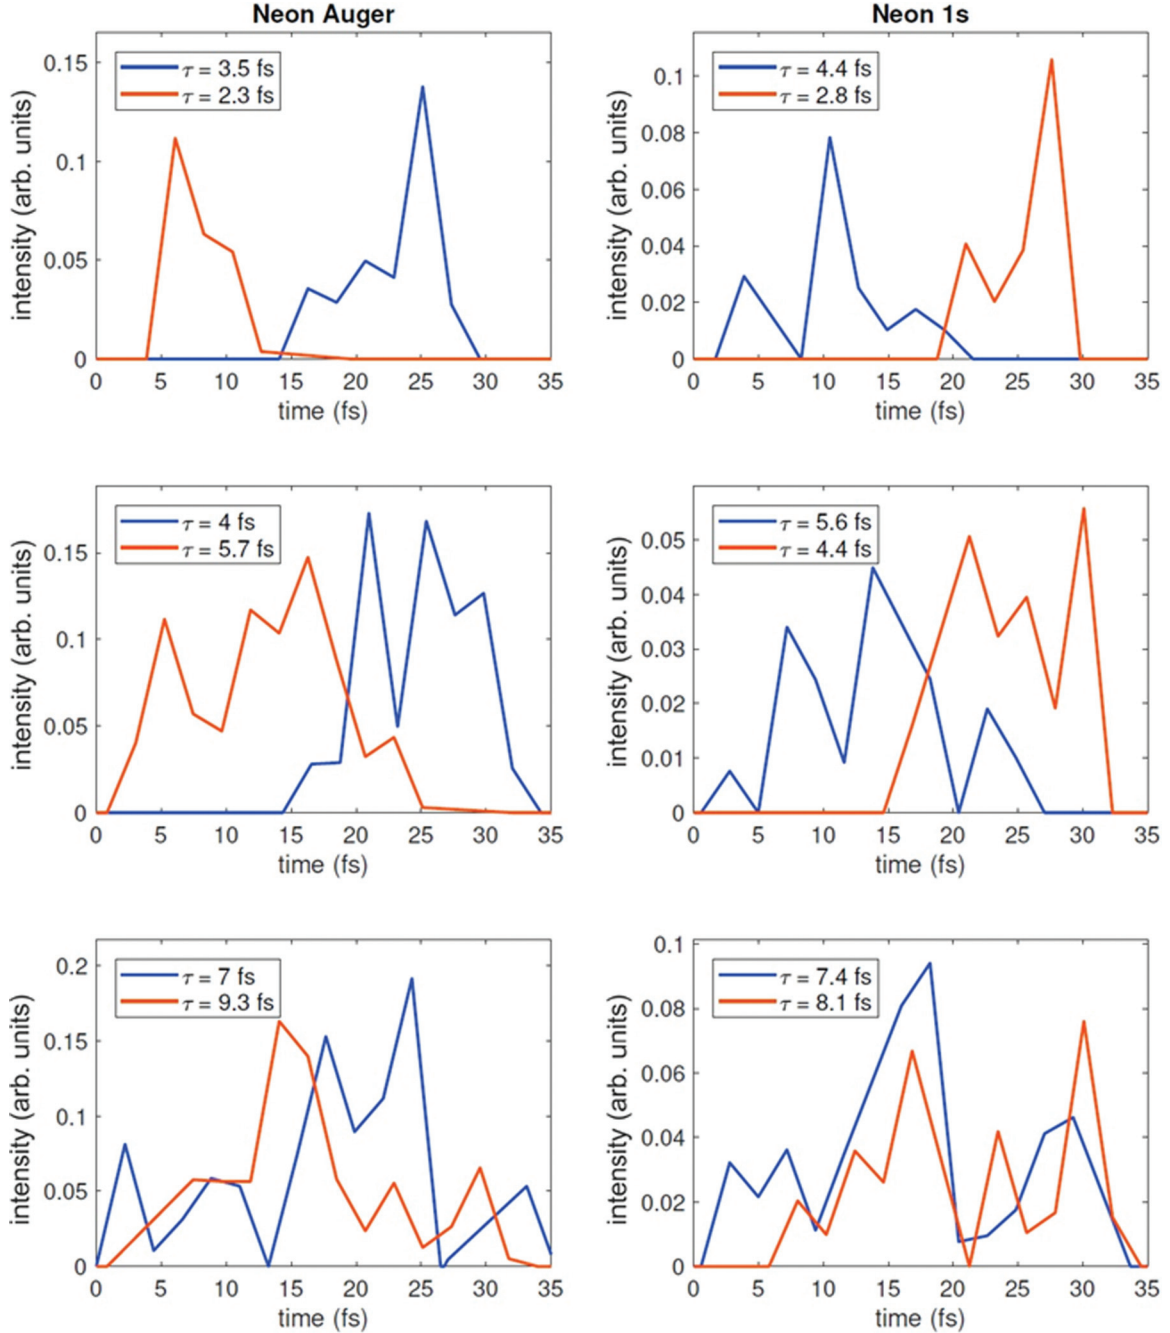 Neon Auger
intensity (arb. units)
0.15
0.1
0.05
0
τ = 3.5 fs
τ = 2.3 fs
0 5 10 15 20 25 30 35
time (fs)
Neon 1s
intensity (arb. units)
0.1
0.08
0.06
0.04
0.02
0
τ = 4.4 fs
τ = 2.8 fs
0 5 10 15 20 25 30 35
time (fs)
intensity (arb. units)
0.15
0.1
0.05
0
τ = 4 fs
τ = 5.7 fs
0 5 10 15 20 25 30 35
time (fs)
intensity (arb. units)
0.05
0.04
0.03
0.02
0.01
0
τ = 5.6 fs
τ = 4.4 fs
0 5 10 15 20 25 30 35
time (fs)
intensity (arb. units)
0.2
0.15
0.1
0.05
0
τ = 7 fs
τ = 9.3 fs
0 5 10 15 20 25 30 35
time (fs)
intensity (arb. units)
0.1
0.08
0.06
0.04
0.02
0
τ = 7.4 fs
τ = 8.1 fs
0 5 10 15 20 25 30 35
time (fs)